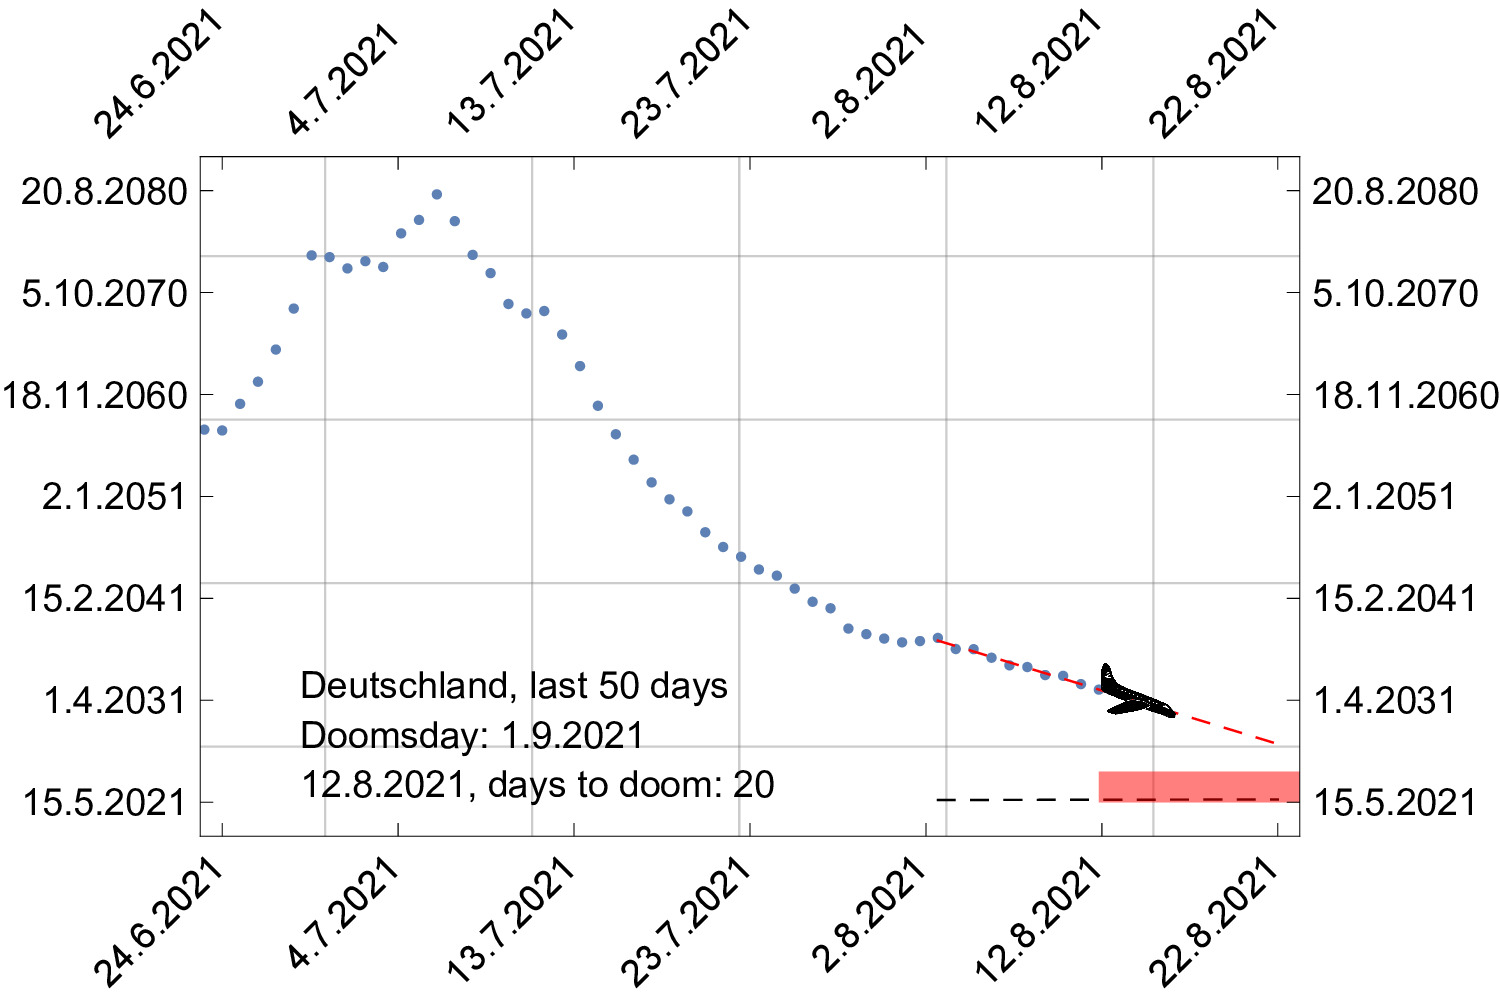 24.6.2021 4.7.2021 13.7.2021 23.7.2021 2.8.2021 12.8.2021 22.8.2021
20.8.2080 20.8.2080
5.10.2070 5.10.2070
18.11.2060 18.11.2060
2.1.2051 2.1.2051
15.2.2041 15.2.2041
1.4.2031 1.4.2031
15.5.2021 15.5.2021
Deutschland, last 50 days
Doomsday: 1.9.2021
12.8.2021, days to doom: 20
24.6.2021 4.7.2021 13.7.2021 23.7.2021 2.8.2021 12.8.2021 22.8.2021